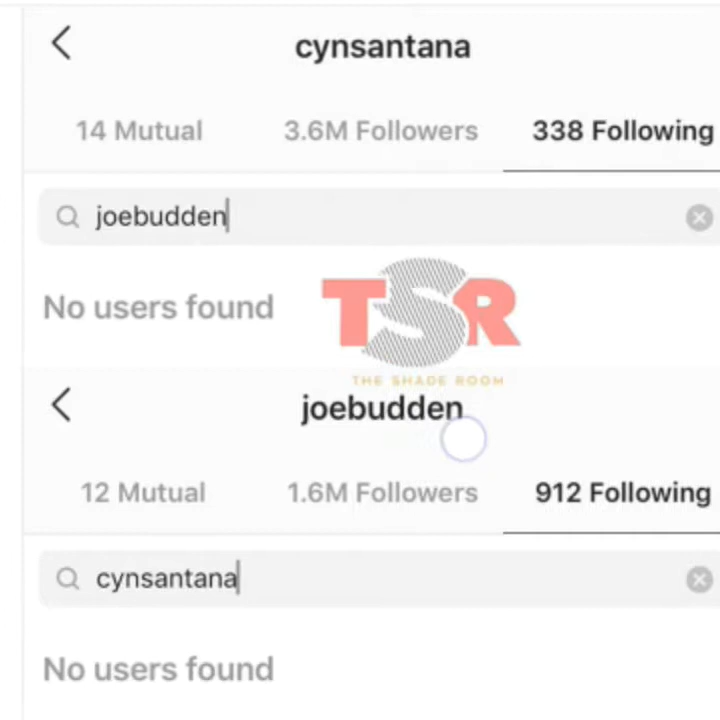 cynsantana
14 Mutual 3.6M Followers 338 Following
joebudden
No users found
TSR
THE SHADE ROOM
joebudden
12 Mutual 1.6M Followers 912 Following
cynsantana
No users found